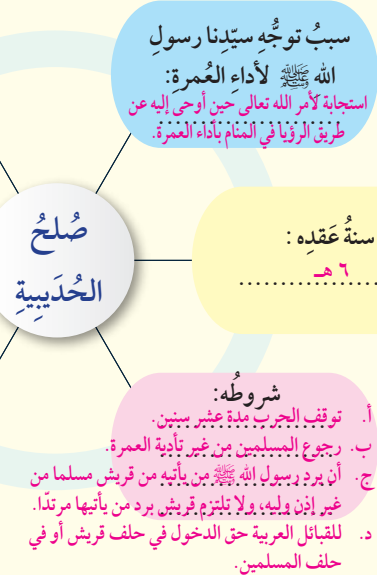 سببُ توجُّهِ سيّدِنا رسولِ
الله ﷺ لأداءِ العُمرةِ:
استجابة لأمر الله تعالى حين أوحى إليه عن
طريق الرؤيا في المنام بأداء العمرة.
صُلحُ
الحُدَيبِيةِ
سنةُ عَقدِه :
٦ هـ
شروطُه:
أ. توقف الحرب مدة عشر سنين.
ب. رجوع المسلمين من غير تأدية العمرة.
ج. أن يرد رسول الله ﷺ من يأتيه من قريش مسلما من
غير إذن وليه، ولا تلتزم قريش برد من يأتيها مرتدّا.
د. للقبائل العربية حق الدخول في حلف قريش أو في
حلف المسلمين.